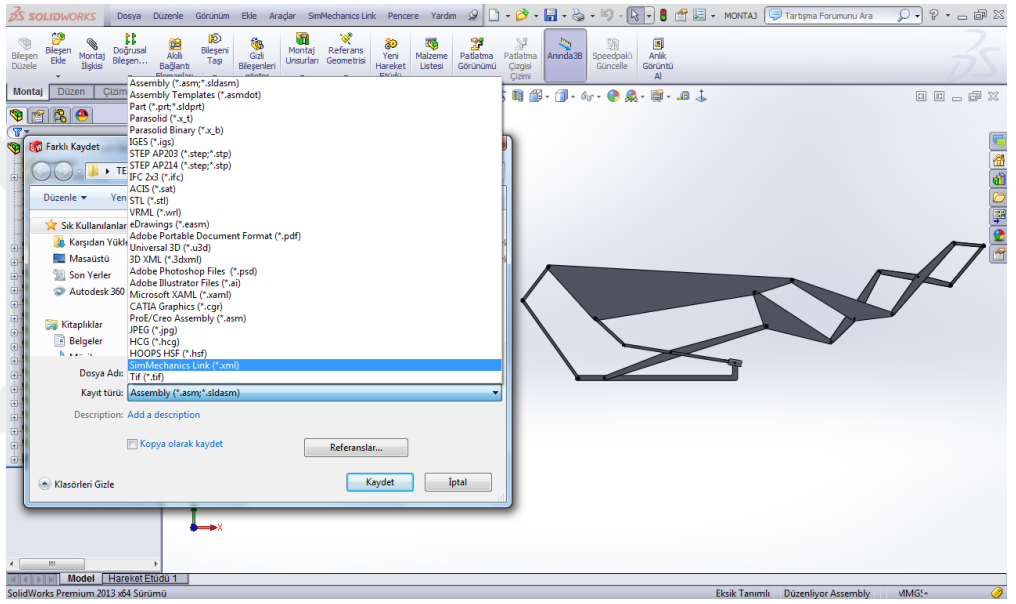 SOLIDWORKS Dosya Düzenle Görünüm Ekle Araçlar SimMechanics Link Pencere Yardım MONTAJ Tartışma Forumunu Ara
Bileşen Düzele
Bileşen Ekle
Montaj İlişkisi
Doğrusal Bileşen...
Akıllı Bağlantı Elemanları
Bileşeni Taşı
Gizli Bileşenleri göster
Montaj Unsurları
Referans Geometrisi
Yeni Hareket Etüdü
Malzeme Listesi
Patlatma Görünümü
Patlatma Çizgisi Çizimi
Anında3B
Speedpak'i Güncelle
Anlık Görüntü Al
Montaj Düzen Çizim
Assembly (*.asm;*.sldasm)
Assembly Templates (*.asmdot)
Part (*.prt;*.sldprt)
Parasolid (*.x_t)
Parasolid Binary (*.x_b)
IGES (*.igs)
STEP AP203 (*.step;*.stp)
STEP AP214 (*.step;*.stp)
IFC 2x3 (*.ifc)
ACIS (*.sat)
STL (*.stl)
VRML (*.wrl)
eDrawings (*.easm)
Adobe Portable Document Format (*.pdf)
Universal 3D (*.u3d)
3D XML (*.3dxml)
Adobe Photoshop Files (*.psd)
Adobe Illustrator Files (*.ai)
Microsoft XAML (*.xaml)
CATIA Graphics (*.cgr)
ProE/Creo Assembly (*.asm)
JPEG (*.jpg)
HCG (*.hcg)
HOOPS HSF (*.hsf)
SimMechanics Link (*.xml)
Tif (*.tif)
Farklı Kaydet
TE
Düzenle Yen
Sık Kullanılanlar
Karşıdan Yükle
Masaüstü
Son Yerler
Autodesk 360
Kitaplıklar
Belgeler
Dosya Adı:
Kayıt türü: Assembly (*.asm;*.sldasm)
Description: Add a description
Kopya olarak kaydet
Referanslar...
Klasörleri Gizle
Kaydet
İptal
X
Model Hareket Etüdü 1
SolidWorks Premium 2013 x64 Sürümü Eksik Tanımlı Düzenliyor Assembly